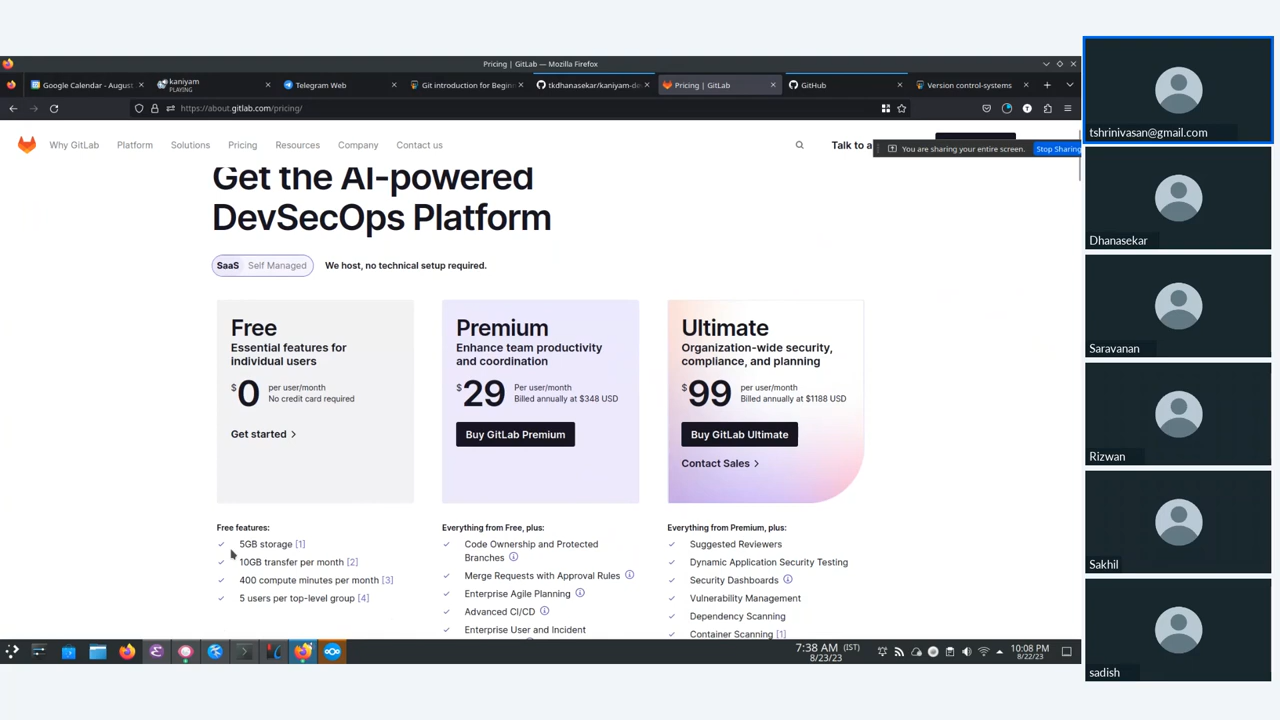 Pricing | GitLab — Mozilla Firefox
Google Calendar - August
kaniyam
PLAYING
Telegram Web
Git introduction for Beginn
tkdhanasekar/kaniyam-de
Pricing | GitLab
GitHub
Version control-systems
https://about.gitlab.com/pricing/
Why GitLab
Platform
Solutions
Pricing
Resources
Company
Contact us
Talk to a
You are sharing your entire screen.
Stop Sharing
Get the AI-powered
DevSecOps Platform
SaaS
Self Managed
We host, no technical setup required.
Free
Essential features for
individual users
$0
per user/month
No credit card required
Get started
Premium
Enhance team productivity
and coordination
$29
Per user/month
Billed annually at $348 USD
Buy GitLab Premium
Ultimate
Organization-wide security,
compliance, and planning
$99
per user/month
Billed annually at $1188 USD
Buy GitLab Ultimate
Contact Sales
Free features:
5GB storage [1]
10GB transfer per month [2]
400 compute minutes per month [3]
5 users per top-level group [4]
Everything from Free, plus:
Code Ownership and Protected
Branches
Merge Requests with Approval Rules
Enterprise Agile Planning
Advanced CI/CD
Enterprise User and Incident
Everything from Premium, plus:
Suggested Reviewers
Dynamic Application Security Testing
Security Dashboards
Vulnerability Management
Dependency Scanning
Container Scanning [1]
7:38 AM (IST)
8/23/23
10:08 PM
8/22/23
tshrinivasan@gmail.com
Dhanasekar
Saravanan
Rizwan
Sakhil
sadish